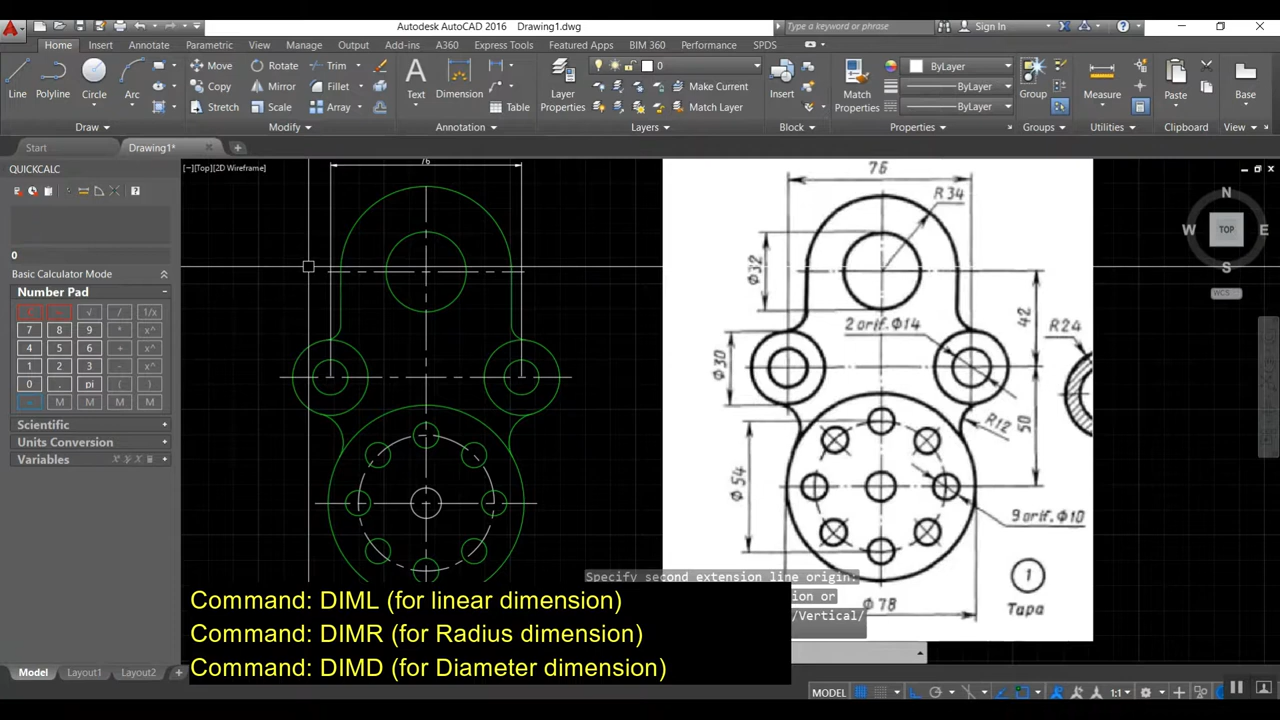 Autodesk AutoCAD 2016 Drawing1.dwg
Type a keyword or phrase
Sign In
Home Insert Annotate Parametric View Manage Output Add-ins A360 Express Tools Featured Apps BIM 360 Performance SPDS
Line Polyline Circle Arc
Move Rotate Trim
Copy Mirror Fillet
Stretch Scale Array
Text Dimension Table
Layer Properties
0
Make Current
Match Layer
Insert
Match Properties
ByLayer
ByLayer
ByLayer
Group
Measure
Paste
Base
Draw Modify Annotation Layers Block Properties Groups Utilities Clipboard View
Start Drawing1*
QUICKCALC
[−][Top][2D Wireframe]
0
Basic Calculator Mode
Number Pad
√ / 1/x
7 8 9 * x^
4 5 6 + x^
1 2 3 - x^
0 . pi ( )
= M M M M
Scientific
Units Conversion
Variables
76
76
R 34
Φ32
42
2 orif. Φ14
R24
Φ30
R12
50
Φ 54
9 orif. Φ10
Φ 78
1
Tapa
N
W TOP E
S
WCS
Specify second extension line origin:
ion or
/Vertical/
Command: DIML (for linear dimension)
Command: DIMR (for Radius dimension)
Command: DIMD (for Diameter dimension)
Model Layout1 Layout2 +
MODEL 1:1